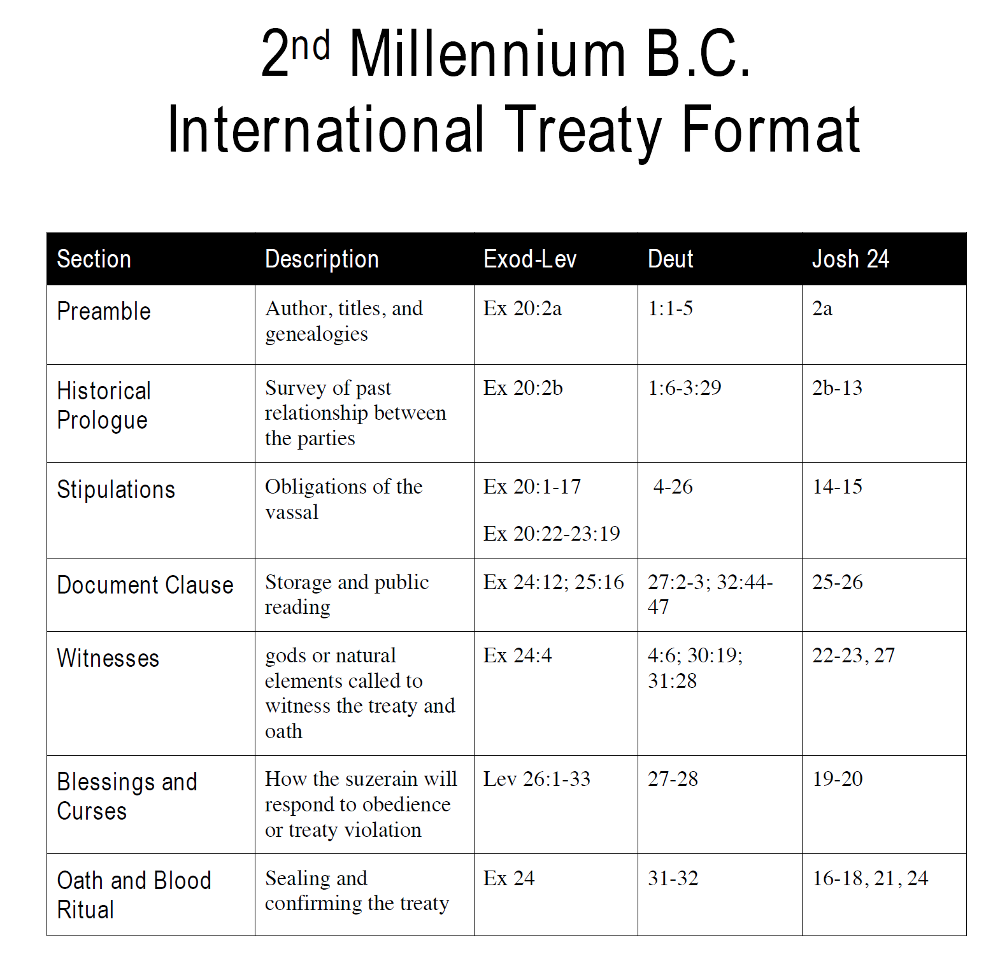 2nd Millennium B.C.
International Treaty Format
Section Description Exod-Lev Deut Josh 24
Preamble Author, titles, and Ex 20:2a 1:1-5 2a
genealogies
Historical Survey of past Ex 20:2b 1:6-3:29 2b-13
Prologue relationship between
the parties
Stipulations Obligations of the Ex 20:1-17 4-26 14-15
vassal
Ex 20:22-23:19
Document Clause Storage and public Ex 24:12; 25:16 27:2-3; 32:44- 25-26
reading 47
Witnesses gods or natural Ex 24:4 4:6; 30:19; 22-23, 27
elements called to 31:28
witness the treaty and
oath
Blessings and How the suzerain will Lev 26:1-33 27-28 19-20
Curses respond to obedience
or treaty violation
Oath and Blood Sealing and Ex 24 31-32 16-18, 21, 24
Ritual confirming the treaty